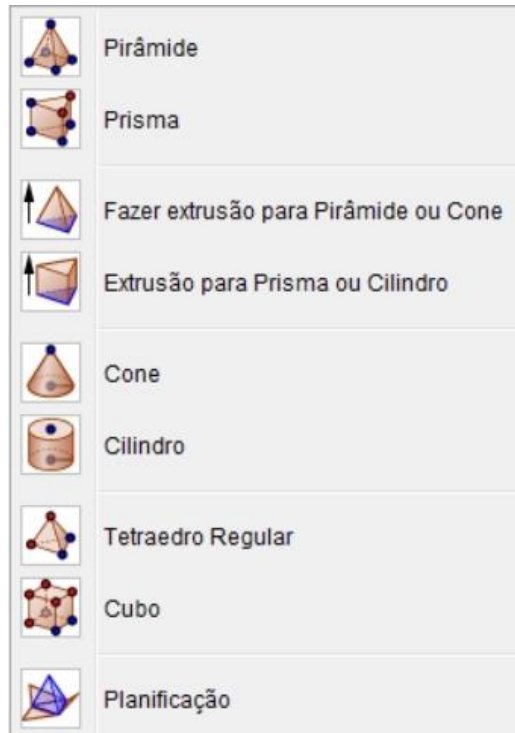 Pirâmide
Prisma
Fazer extrusão para Pirâmide ou Cone
Extrusão para Prisma ou Cilindro
Cone
Cilindro
Tetraedro Regular
Cubo
Planificação